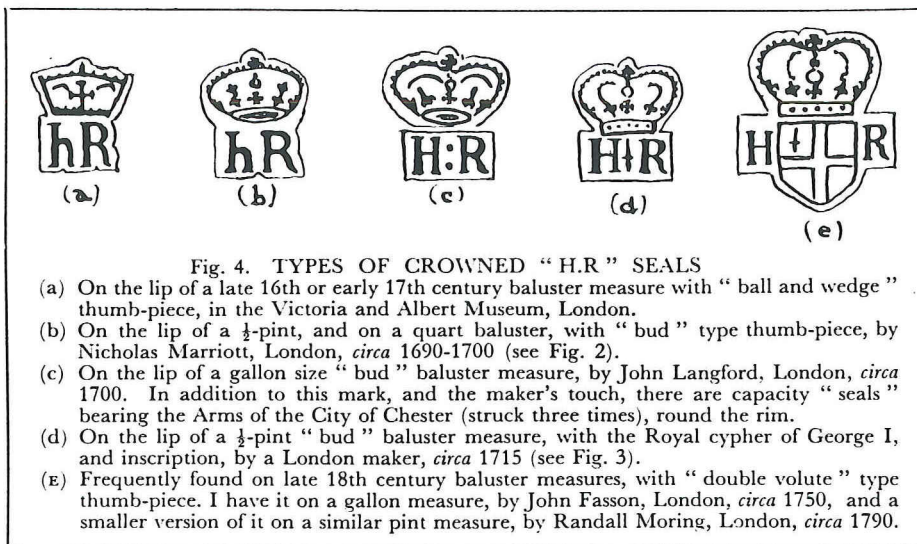 hR
hR
H:R
H R
H R
(a)
(b)
(c)
(d)
(e)
Fig. 4. TYPES OF CROWNED “ H.R ” SEALS
(a) On the lip of a late 16th or early 17th century baluster measure with “ ball and wedge ”
thumb-piece, in the Victoria and Albert Museum, London.
(b) On the lip of a ½-pint, and on a quart baluster, with “ bud ” type thumb-piece, by
Nicholas Marriott, London, circa 1690-1700 (see Fig. 2).
(c) On the lip of a gallon size “ bud ” baluster measure, by John Langford, London, circa
1700. In addition to this mark, and the maker's touch, there are capacity “ seals ”
bearing the Arms of the City of Chester (struck three times), round the rim.
(d) On the lip of a ½-pint “ bud ” baluster measure, with the Royal cypher of George I,
and inscription, by a London maker, circa 1715 (see Fig. 3).
(E) Frequently found on late 18th century baluster measures, with “ double volute ” type
thumb-piece. I have it on a gallon measure, by John Fasson, London, circa 1750, and a
smaller version of it on a similar pint measure, by Randall Moring, London, circa 1790.